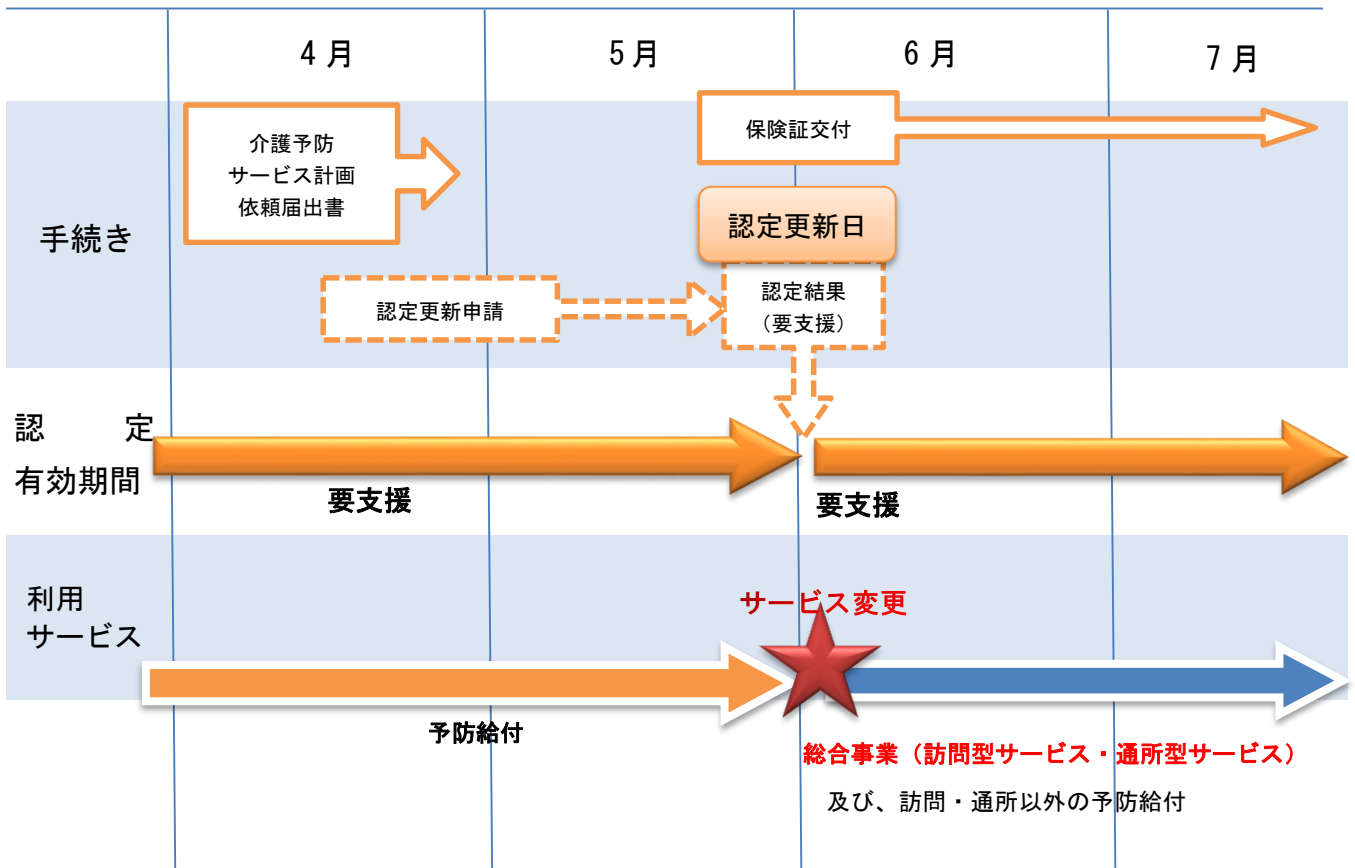 4月
5月
6月
7月
手続き
介護予防
サービス計画
依頼届出書
保険証交付
認定更新日
認定更新申請
認定結果
（要支援）
認　　定
有効期間
要支援
要支援
利用
サービス
サービス変更
予防給付
総合事業（訪問型サービス・通所型サービス）
及び、訪問・通所以外の予防給付